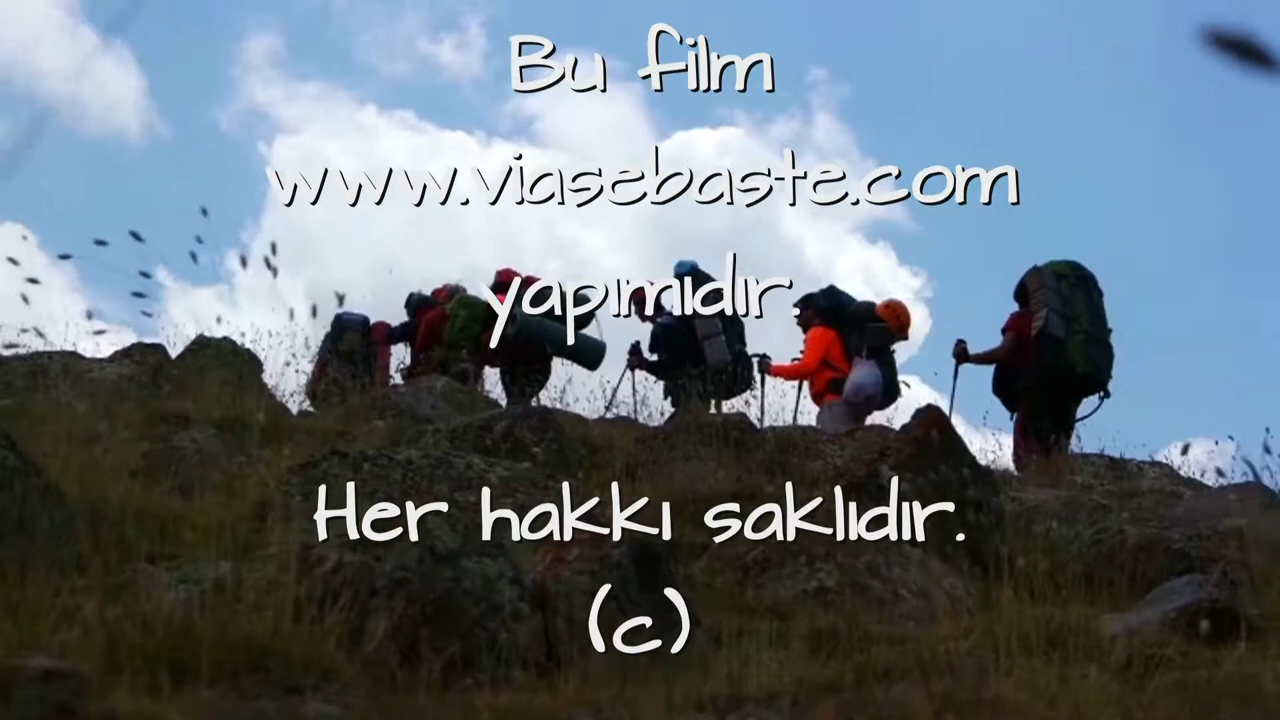 Bu film
www.viasebaste.com
yapımıdır.
Her hakkı saklıdır.
(c)